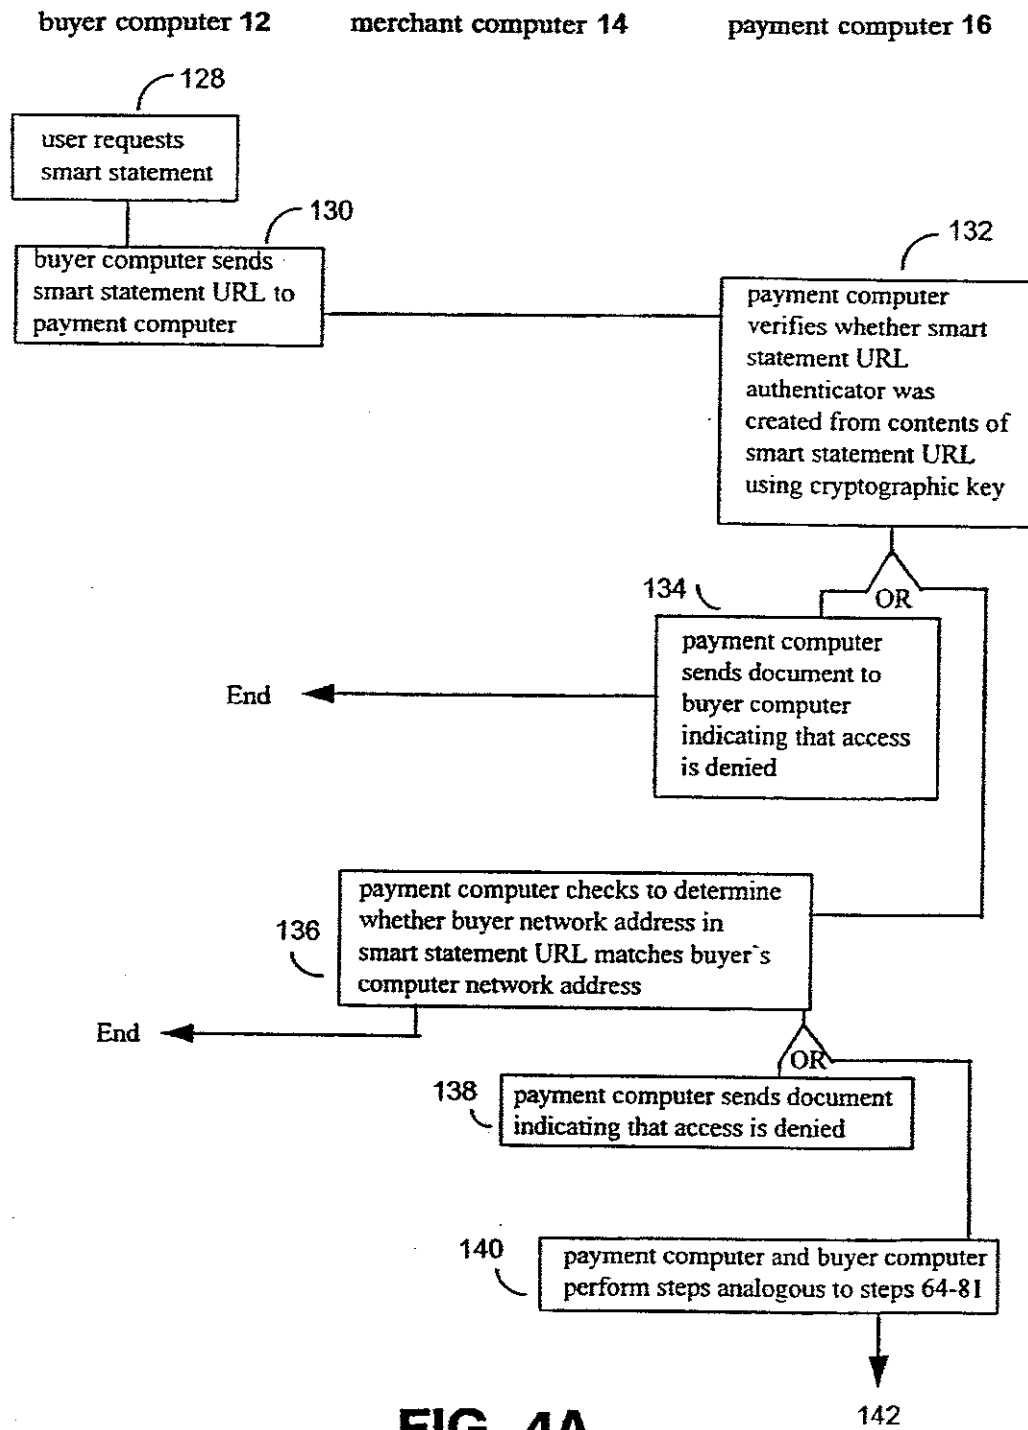 buyer computer 12 merchant computer 14 payment computer 16
128
user requests
smart statement
130
buyer computer sends
smart statement URL to
payment computer
132
payment computer
verifies whether smart
statement URL
authenticator was
created from contents of
smart statement URL
using cryptographic key
OR
134
payment computer
sends document to
buyer computer
indicating that access
is denied
End
136
payment computer checks to determine
whether buyer network address in
smart statement URL matches buyer`s
computer network address
End
OR
138
payment computer sends document
indicating that access is denied
140
payment computer and buyer computer
perform steps analogous to steps 64-81
142
FIG. 4A